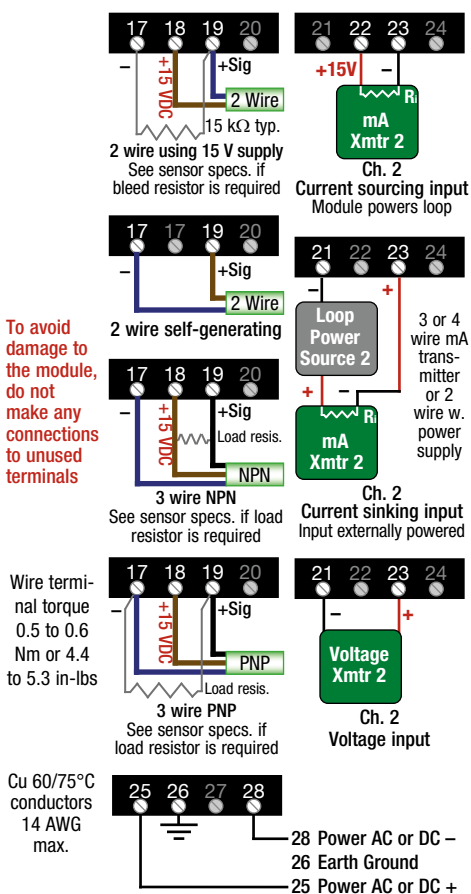 17 18 19 20
– +15 VDC +Sig
2 Wire
15 kΩ typ.
2 wire using 15 V supply
See sensor specs. if
bleed resistor is required
21 22 23 24
+15V –
Ri
mA
Xmtr 2
Ch. 2
Current sourcing input
Module powers loop
17 17 19 20
– +Sig
2 Wire
2 wire self-generating
21 22 23 24
– +
Loop
Power
Source 2
+ –
Ri
mA
Xmtr 2
3 or 4
wire mA
trans-
mitter
or 2
wire w.
power
supply
Ch. 2
Current sinking input
Input externally powered
To avoid
damage to
the module,
do not
make any
connections
to unused
terminals
17 18 19 20
– +15 VDC +Sig
Load resis.
NPN
3 wire NPN
See sensor specs. if load
resistor is required
Wire termi-
nal torque
0.5 to 0.6
Nm or 4.4
to 5.3 in-lbs
17 18 19 20
– +15 VDC +Sig
PNP
Load resis.
3 wire PNP
See sensor specs. if
load resistor is required
21 22 23 24
– +
Voltage
Xmtr 2
Ch. 2
Voltage input
Cu 60/75°C
conductors
14 AWG
max.
25 26 27 28
28 Power AC or DC –
26 Earth Ground
25 Power AC or DC +